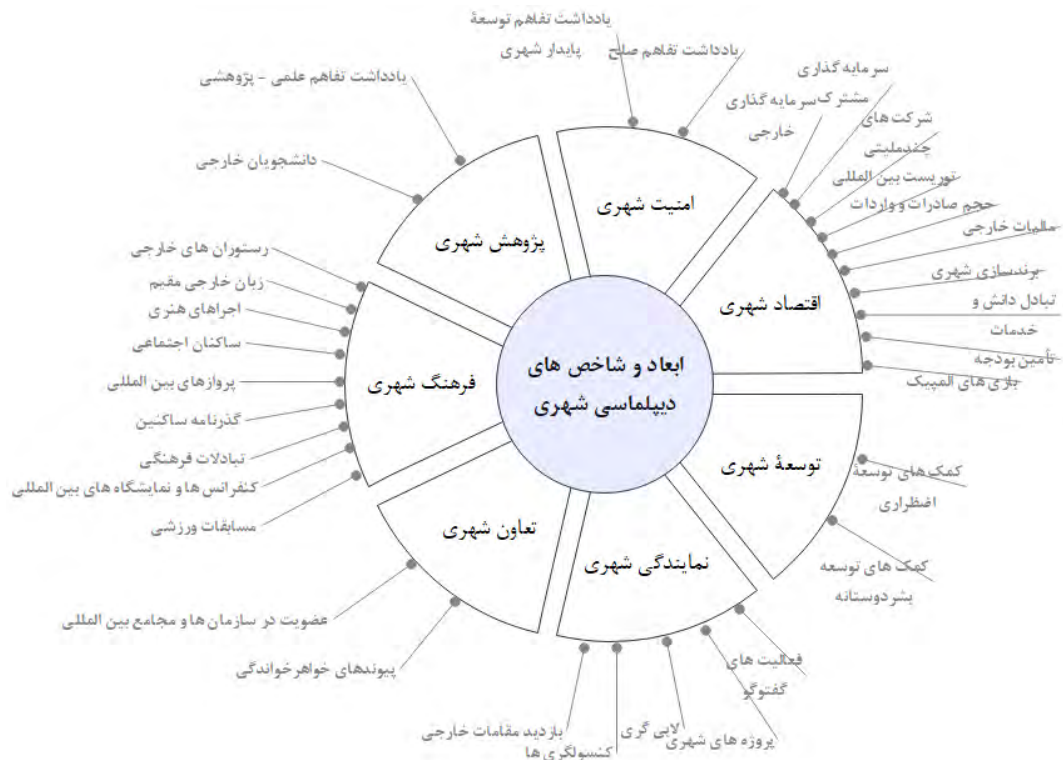 ابعاد و شاخص های
دیپلماسی شهری
امنیت شهری
یادداشت تفاهم توسعهٔ
پایدار شهری
یادداشت تفاهم صلح
اقتصاد شهری
سرمایه گذاری
خارجی
سرمایه گذاری
مشترک
شرکت های
چندملیتی
توریست بین المللی
حجم صادرات و واردات
مالیات خارجی
برندسازی شهری
تبادل دانش و
خدمات
تأمین بودجه
بازی های المپیک
توسعهٔ شهری
کمک های توسعهٔ
اضطراری
کمک های توسعه
بشردوستانه
نمایندگی شهری
فعالیت های
گفتوگو
پروژه های شهری
لابی گری
کنسولگری ها
بازدید مقامات خارجی
تعاون شهری
پیوندهای خواهرخواندگی
عضویت در سازمان ها و مجامع بین المللی
فرهنگ شهری
رستوران های خارجی
زبان خارجی مقیم
اجراهای هنری
ساکنان اجتماعی
پروازهای بین المللی
گذرنامه ساکنین
تبادلات فرهنگی
کنفرانس ها و نمایشگاه های بین المللی
مسابقات ورزشی
پژوهش شهری
یادداشت تفاهم علمی - پژوهشی
دانشجویان خارجی